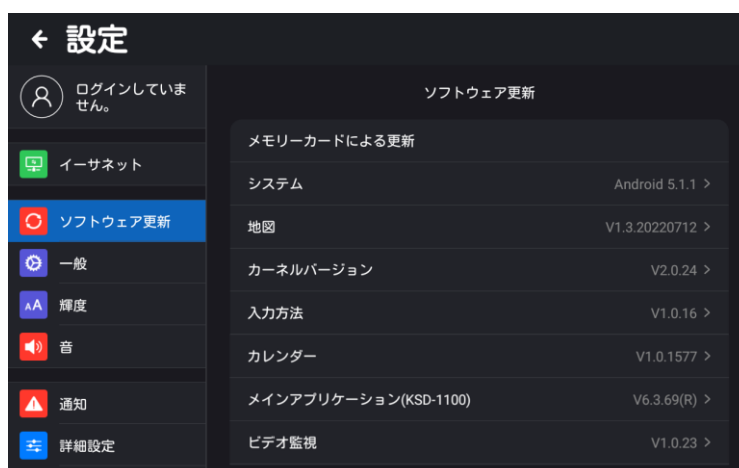 設定
ログインしていま
せん。
イーサネット
ソフトウェア更新
一般
AA 輝度
音
通知
詳細設定
ソフトウェア更新
メモリーカードによる更新
システム Android 5.1.1 >
地図 V1.3.20220712 >
カーネルバージョン V2.0.24 >
入力方法 V1.0.16 >
カレンダー V1.0.1577 >
メインアプリケーション(KSD-1100) V6.3.69(R) >
ビデオ監視 V1.0.23 >